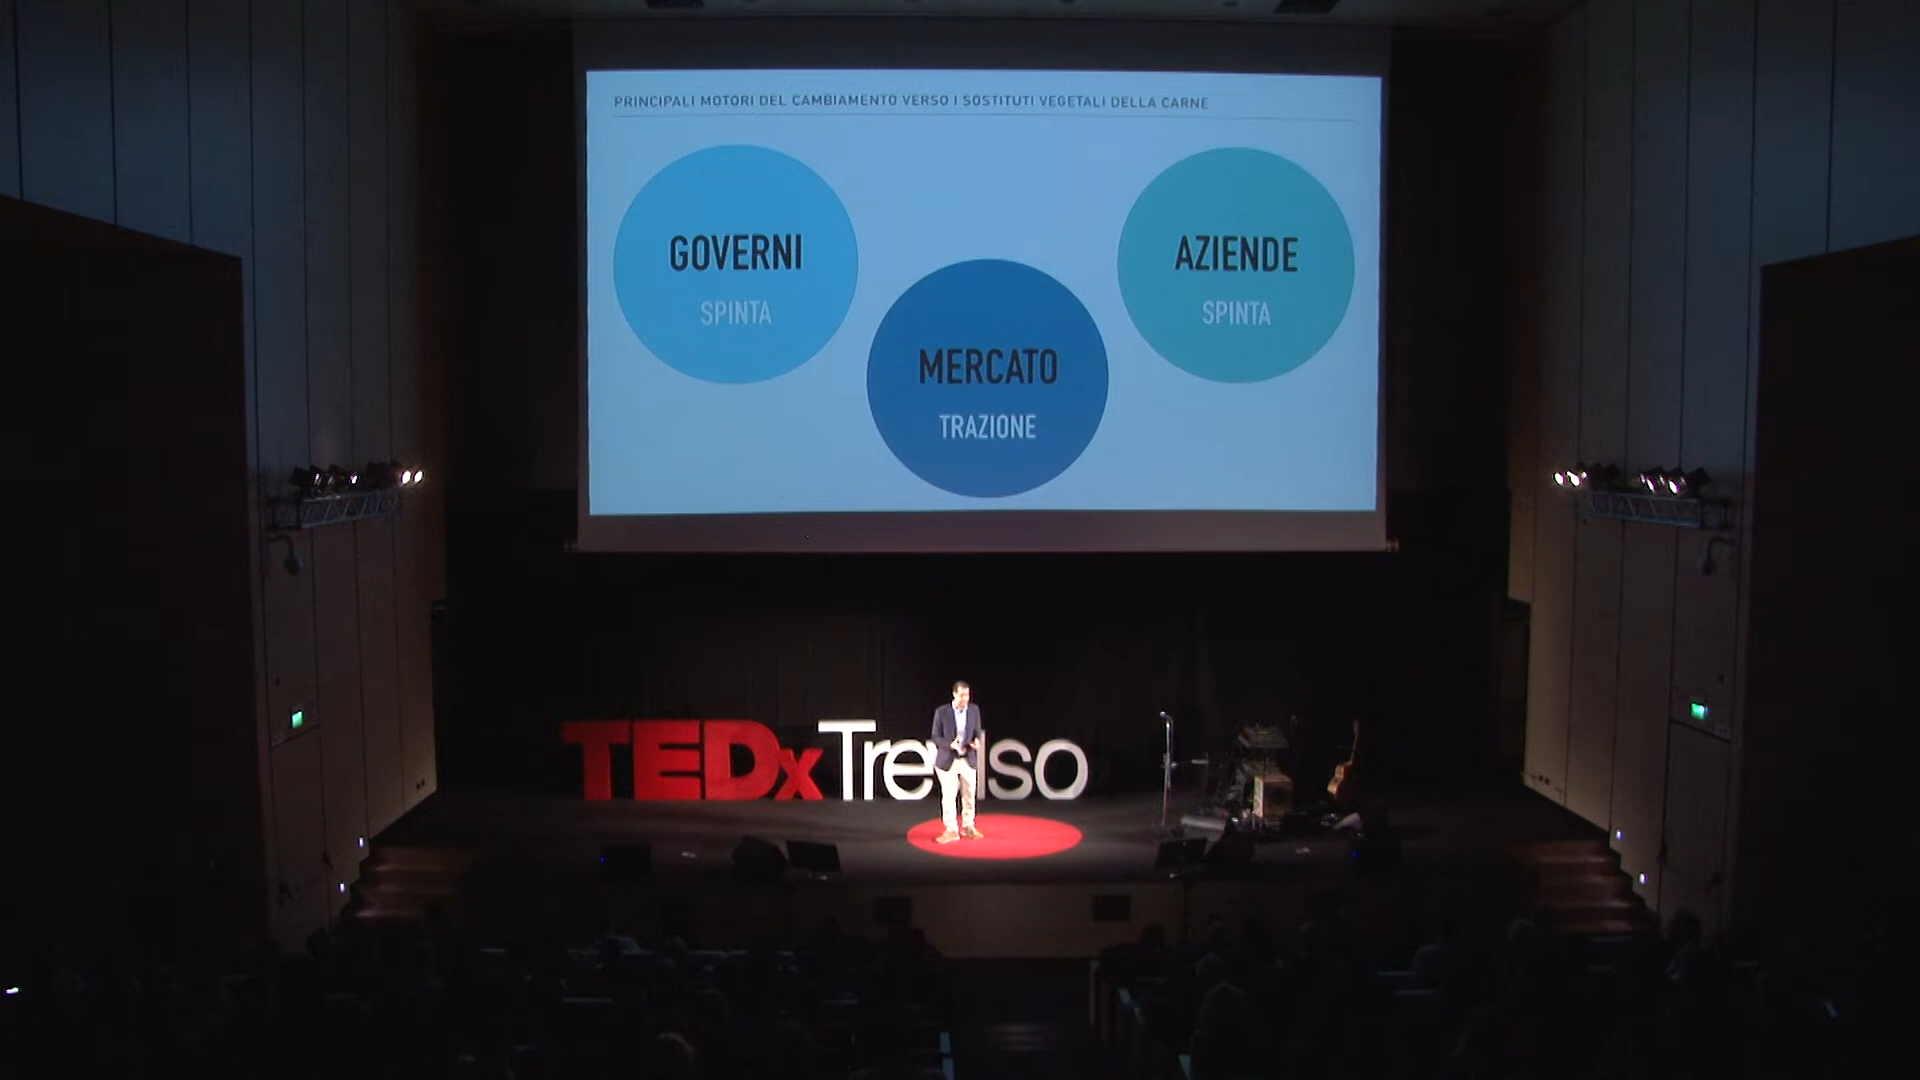 PRINCIPALI MOTORI DEL CAMBIAMENTO VERSO I SOSTITUTI VEGETALI DELLA CARNE
GOVERNI
SPINTA
MERCATO
TRAZIONE
AZIENDE
SPINTA
TEDxTreviso